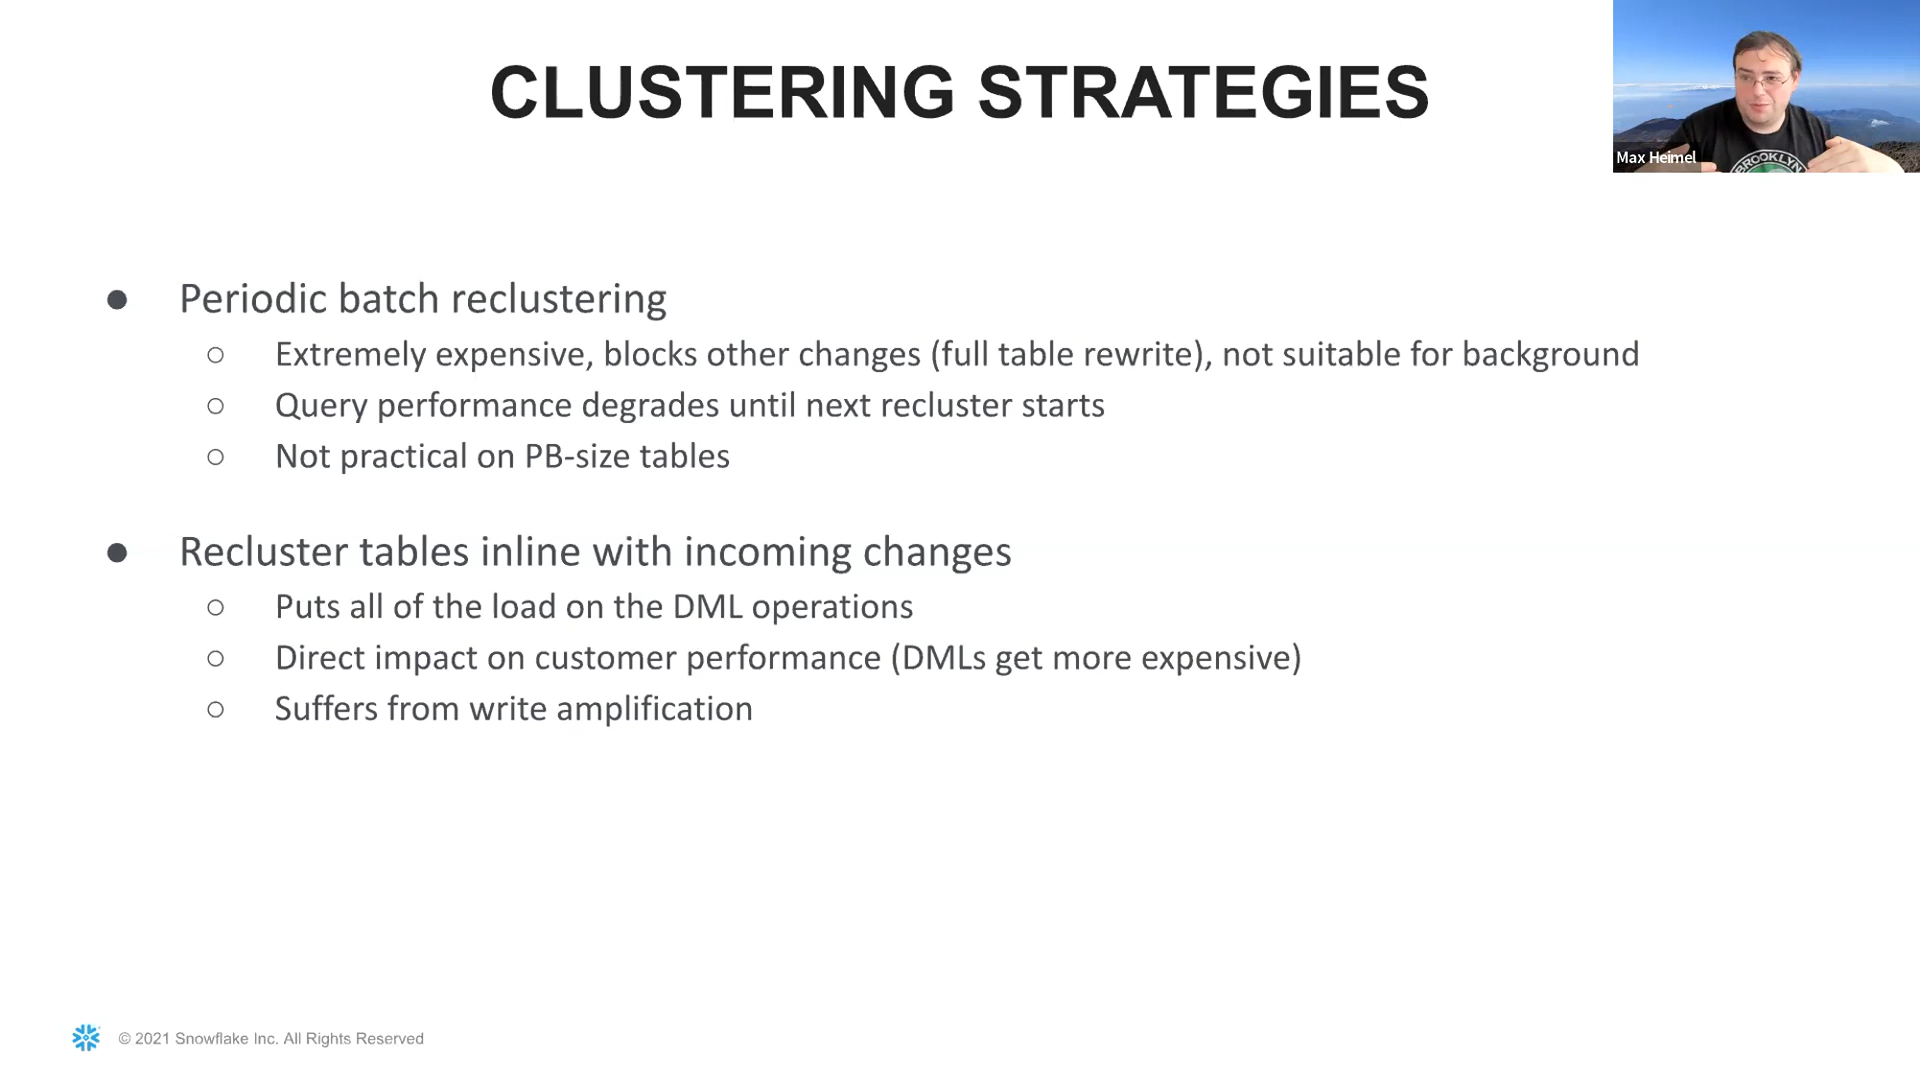 CLUSTERING STRATEGIES
Max Heimel
BROOKLYN
● Periodic batch reclustering
○ Extremely expensive, blocks other changes (full table rewrite), not suitable for background
○ Query performance degrades until next recluster starts
○ Not practical on PB-size tables
● Recluster tables inline with incoming changes
○ Puts all of the load on the DML operations
○ Direct impact on customer performance (DMLs get more expensive)
○ Suffers from write amplification
© 2021 Snowflake Inc. All Rights Reserved